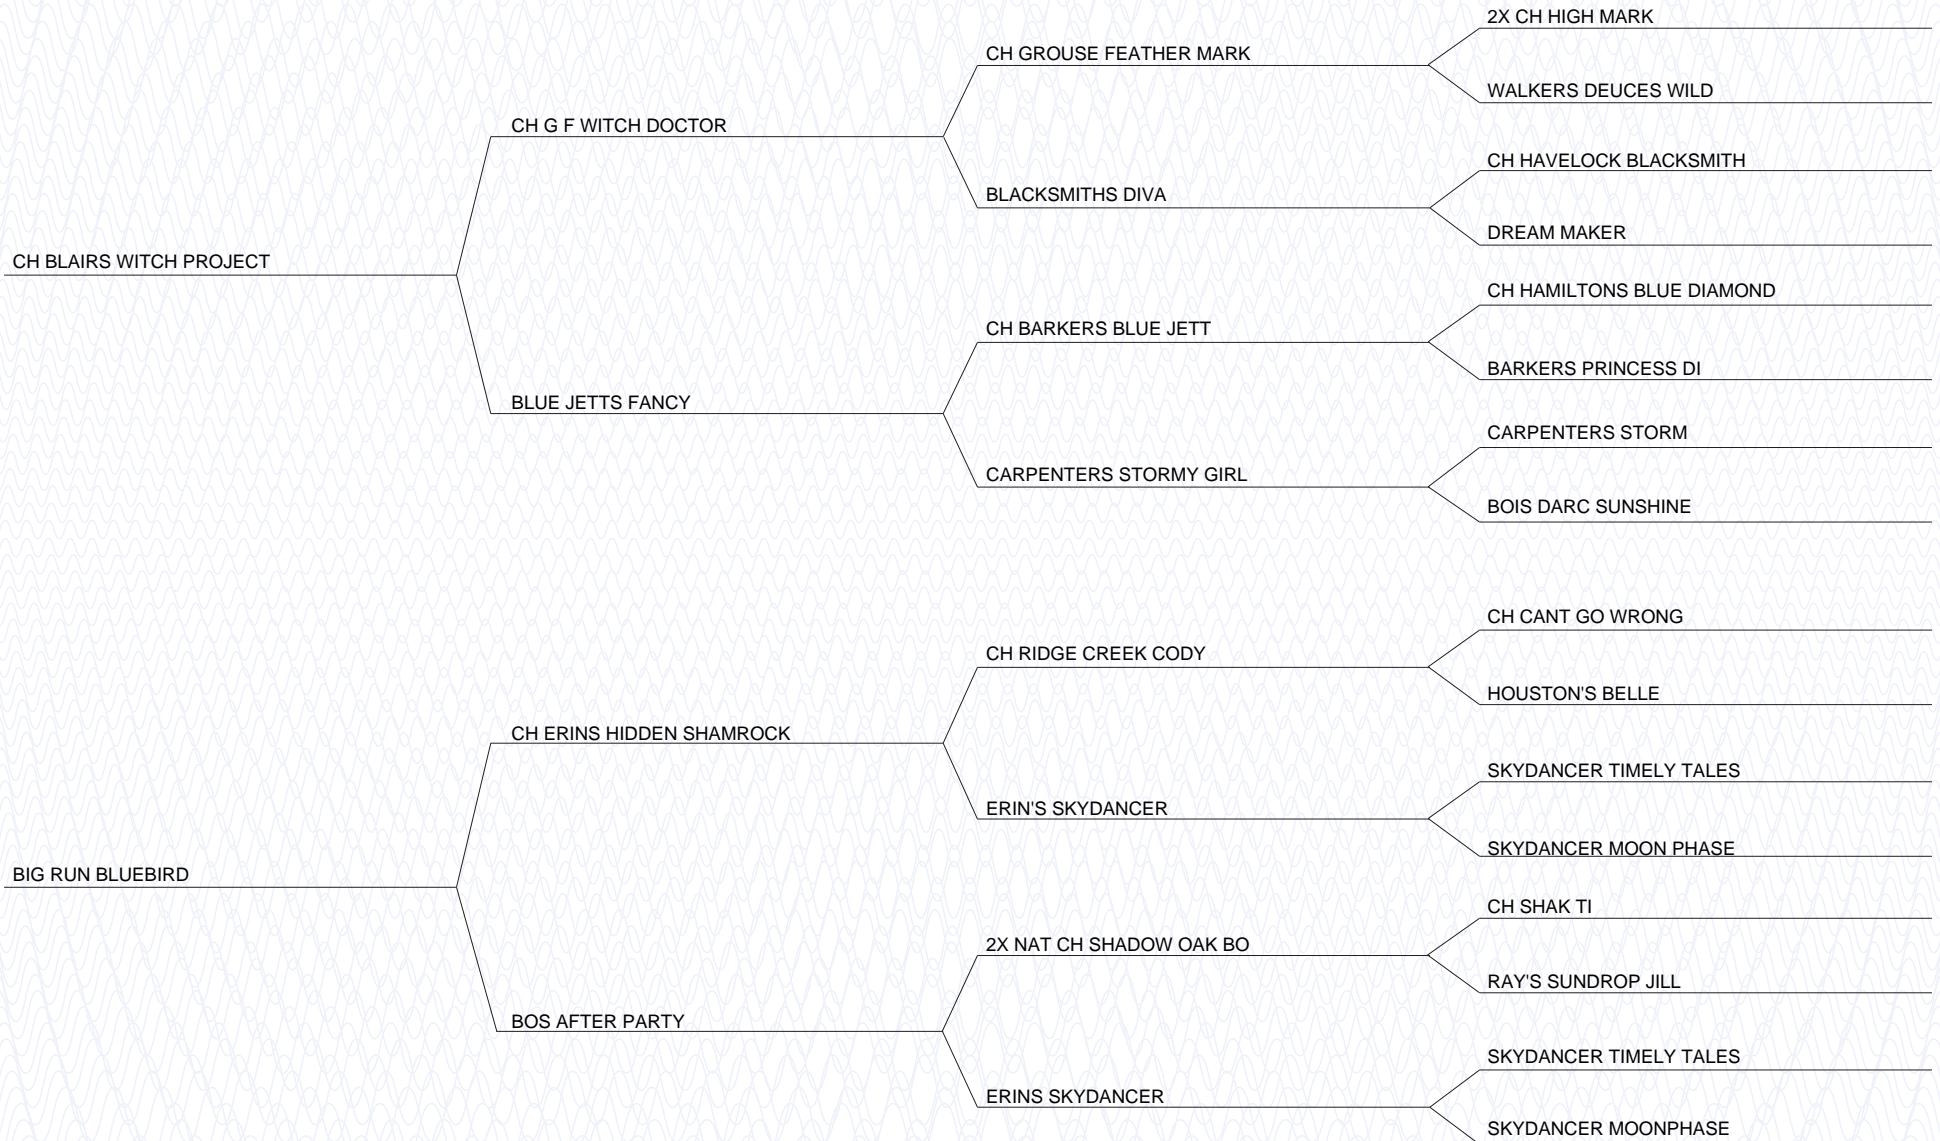 2X CH HIGH MARK
CH GROUSE FEATHER MARK
WALKERS DEUCES WILD
CH G F WITCH DOCTOR
CH HAVELOCK BLACKSMITH
BLACKSMITHS DIVA
DREAM MAKER
CH BLAIRS WITCH PROJECT
CH HAMILTONS BLUE DIAMOND
CH BARKERS BLUE JETT
BARKERS PRINCESS DI
BLUE JETTS FANCY
CARPENTERS STORM
CARPENTERS STORMY GIRL
BOIS DARC SUNSHINE
CH CANT GO WRONG
CH RIDGE CREEK CODY
HOUSTON'S BELLE
CH ERINS HIDDEN SHAMROCK
SKYDANCER TIMELY TALES
ERIN'S SKYDANCER
SKYDANCER MOON PHASE
BIG RUN BLUEBIRD
CH SHAK TI
2X NAT CH SHADOW OAK BO
RAY'S SUNDROP JILL
BOS AFTER PARTY
SKYDANCER TIMELY TALES
ERINS SKYDANCER
SKYDANCER MOONPHASE